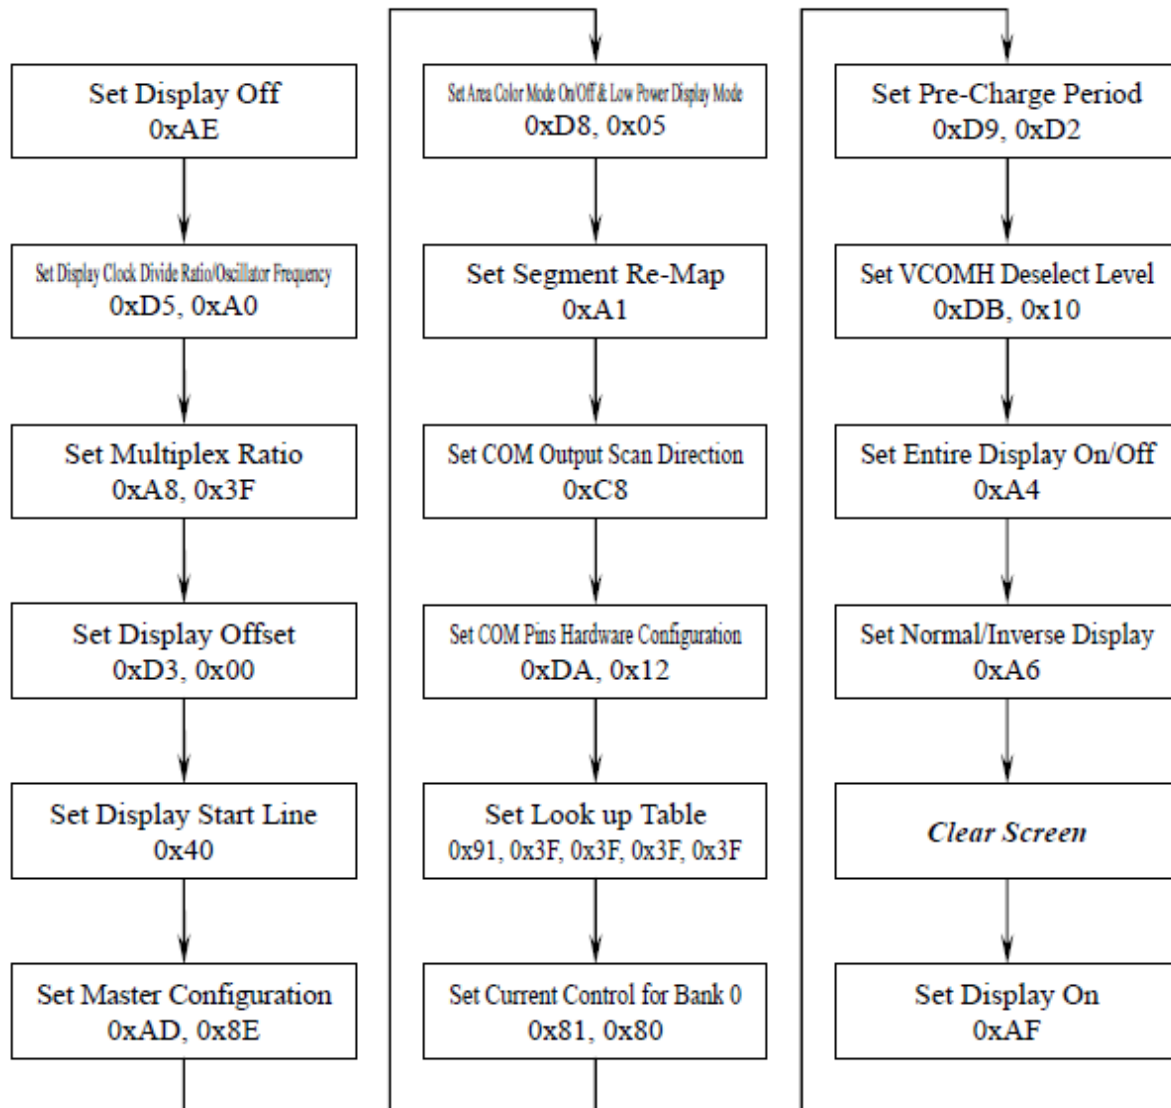 Set Display Off
0xAE
Set Display Clock Divide Ratio/Oscillator Frequency
0xD5, 0xA0
Set Multiplex Ratio
0xA8, 0x3F
Set Display Offset
0xD3, 0x00
Set Display Start Line
0x40
Set Master Configuration
0xAD, 0x8E
Set Area Color Mode On/Off & Low Power Display Mode
0xD8, 0x05
Set Segment Re-Map
0xA1
Set COM Output Scan Direction
0xC8
Set COM Pins Hardware Configuration
0xDA, 0x12
Set Look up Table
0x91, 0x3F, 0x3F, 0x3F, 0x3F
Set Current Control for Bank 0
0x81, 0x80
Set Pre-Charge Period
0xD9, 0xD2
Set VCOMH Deselect Level
0xDB, 0x10
Set Entire Display On/Off
0xA4
Set Normal/Inverse Display
0xA6
Clear Screen
Set Display On
0xAF